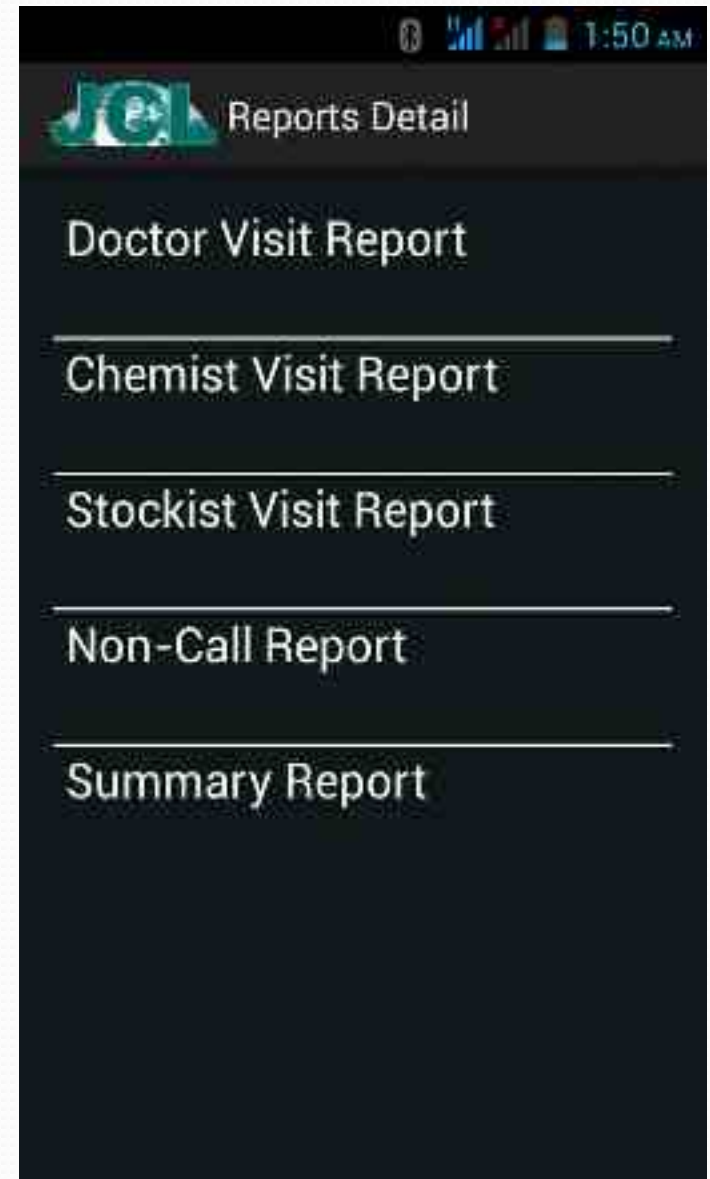 1:50 AM
JCL Reports Detail
Doctor Visit Report
Chemist Visit Report
Stockist Visit Report
Non-Call Report
Summary Report